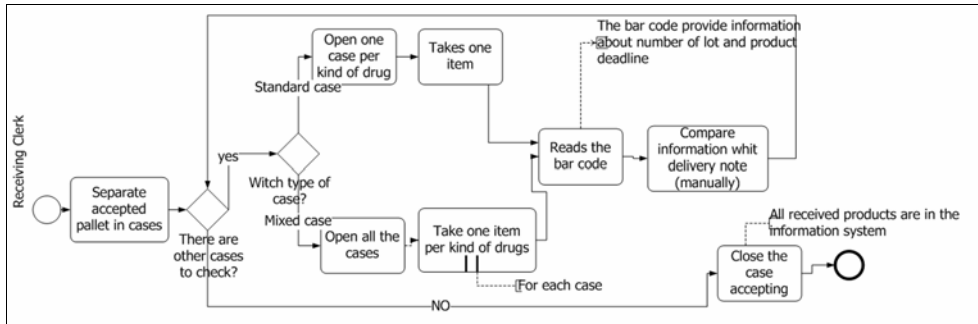 Receiving Clerk
Separate
accepted
pallet in cases
There are
other cases
to check?
yes
NO
Witch type of
case?
Standard case
Open one
case per
kind of drug
Takes one
item
Mixed case
Open all the
cases
Take one item
per kind of drugs
For each case
Reads the
bar code
The bar code provide information
about number of lot and product
deadline
Compare
information whit
delivery note
(manually)
Close the
case
accepting
All received products are in the
information system